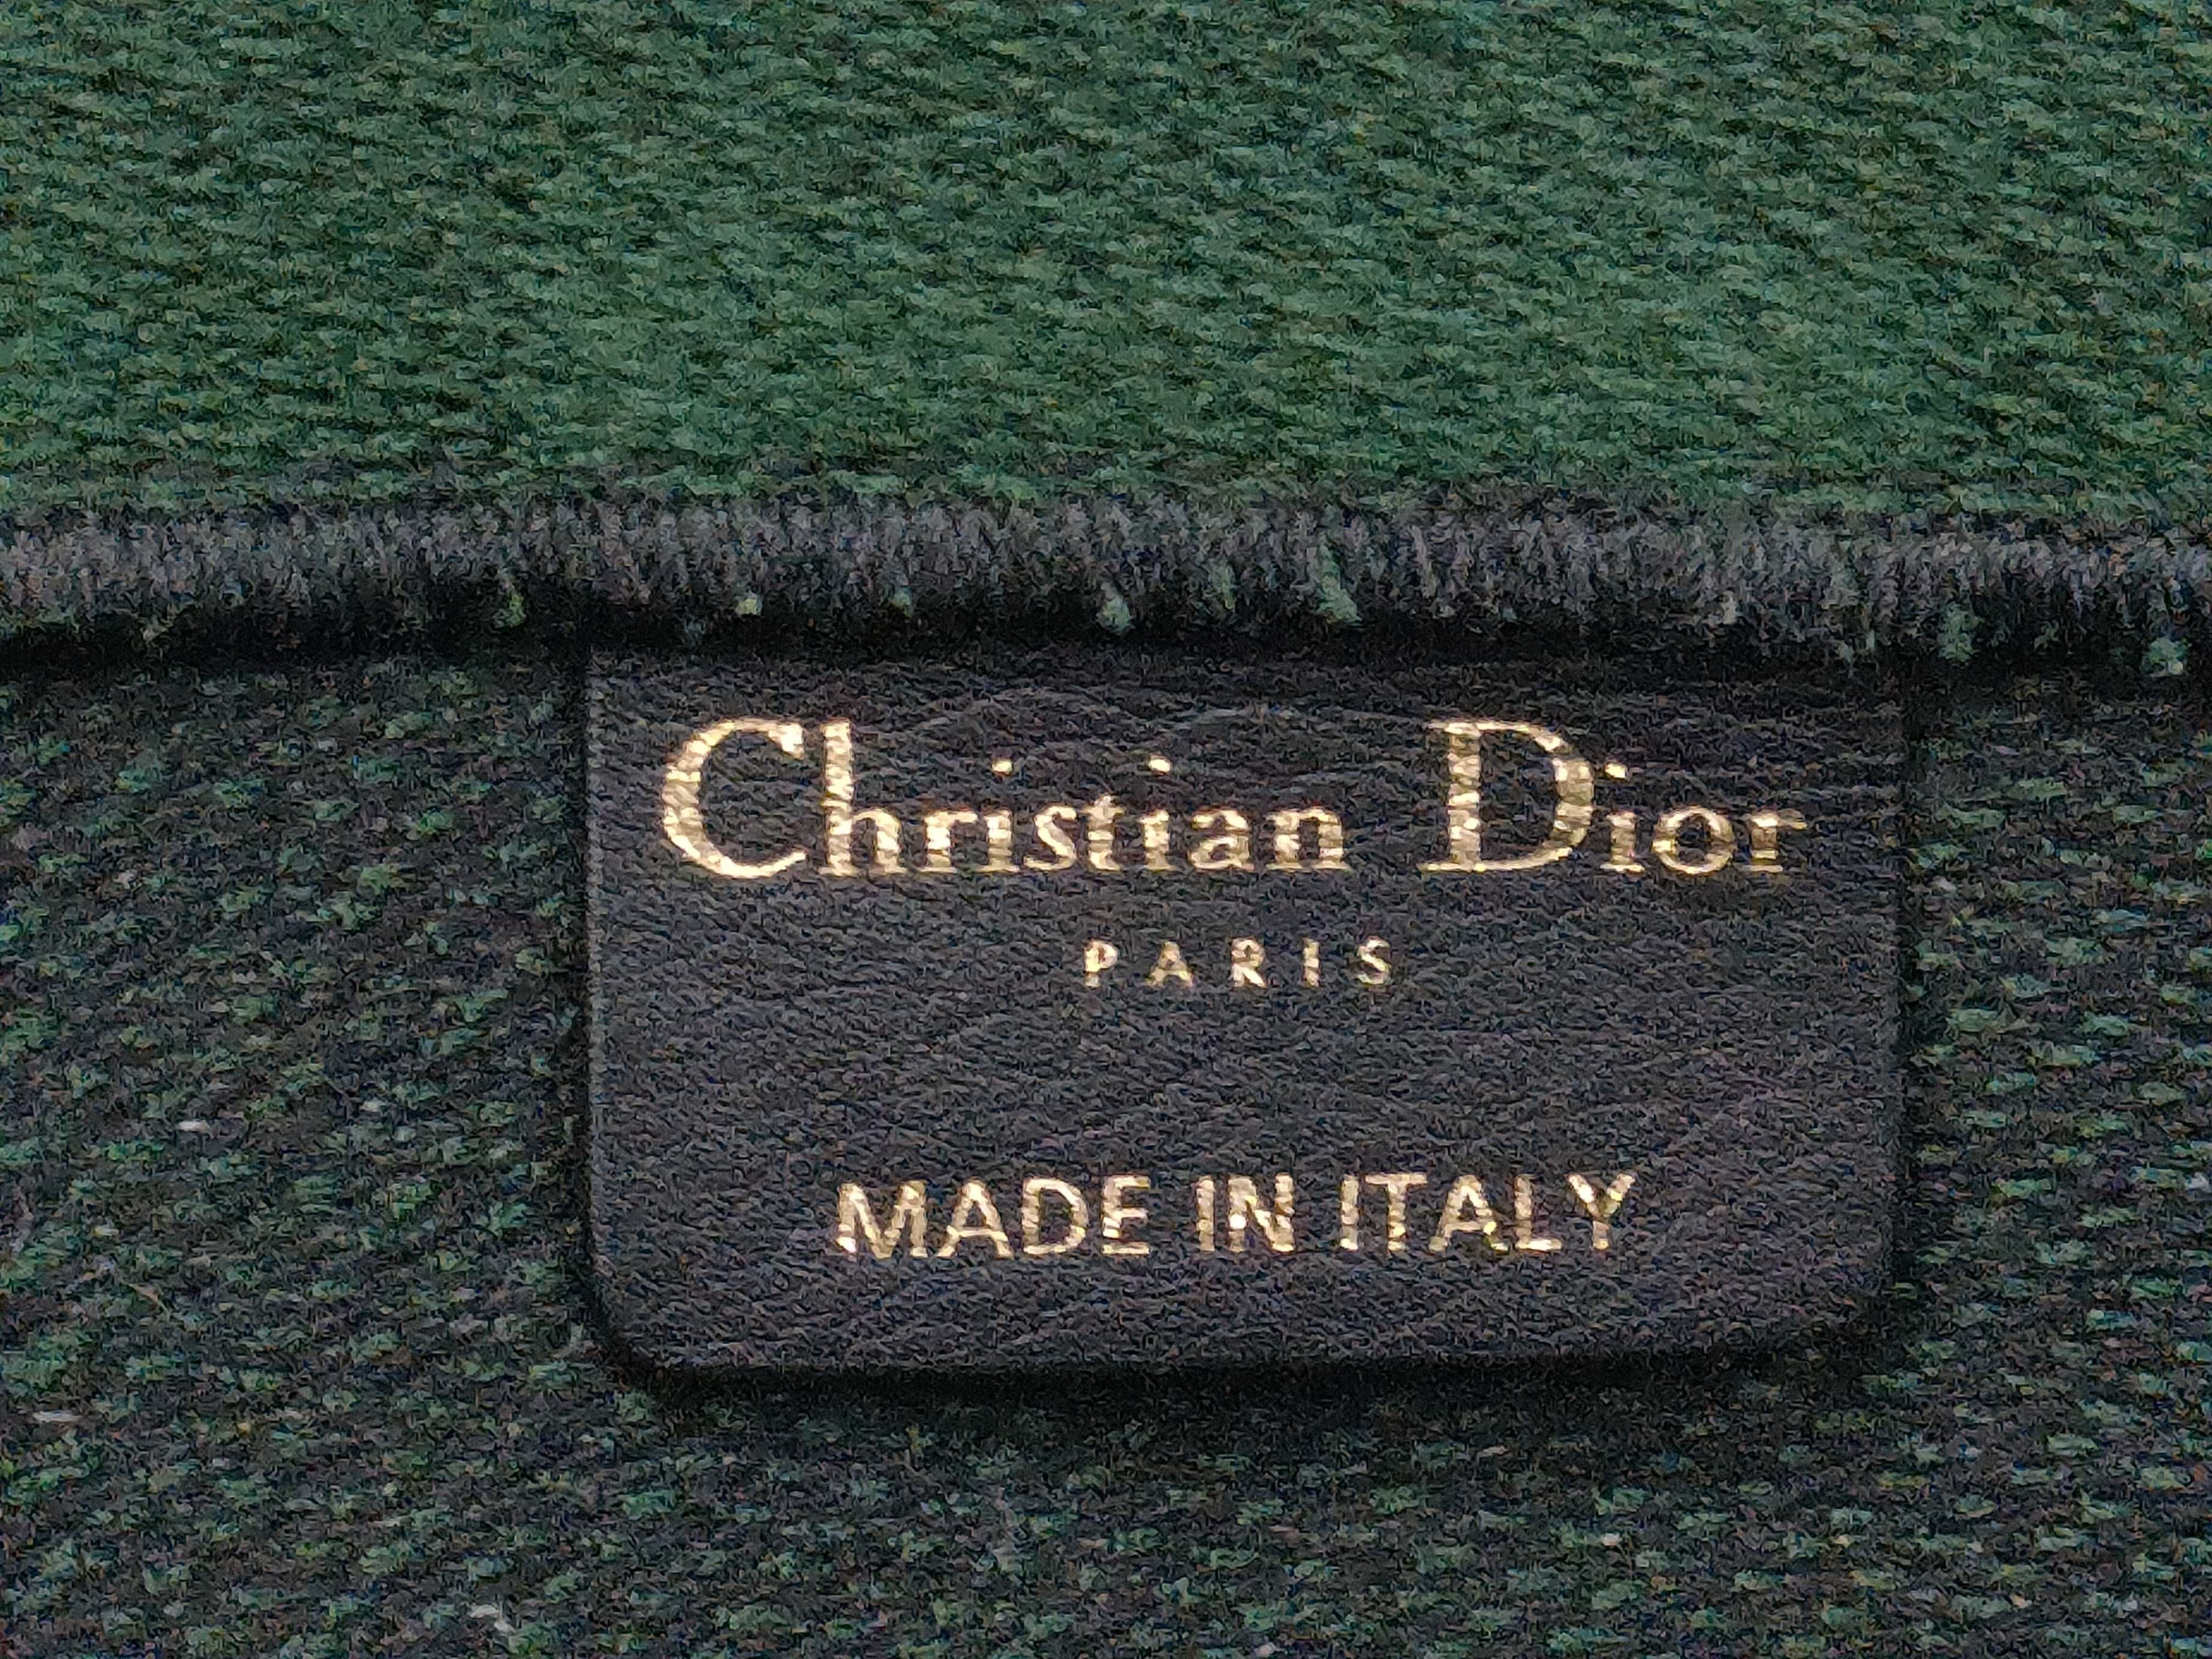 Christian Dior
PARIS
MADE IN ITALY